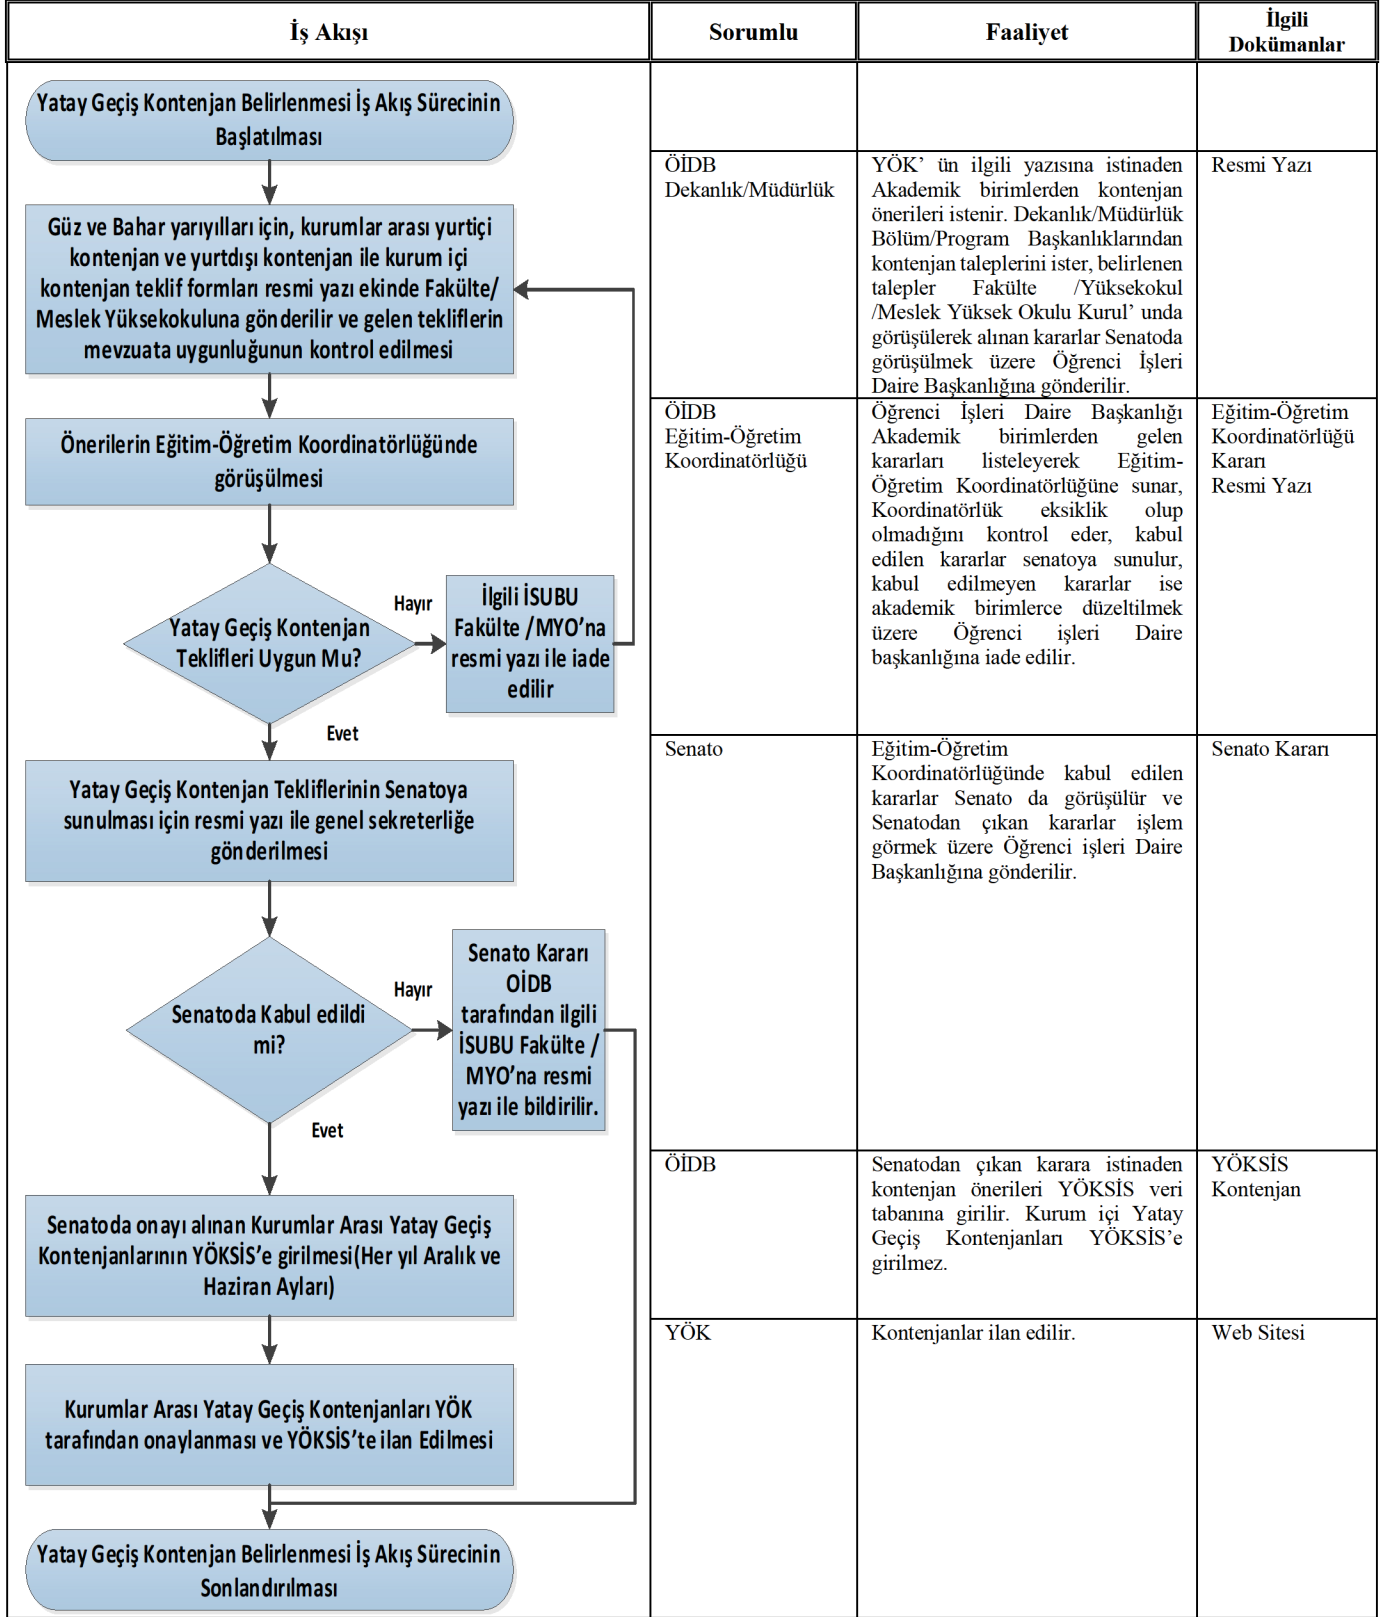 İş Akışı
Sorumlu
Faaliyet
İlgili
Dokümanlar
Yatay Geçiş Kontenjan Belirlenmesi İş Akış Sürecinin
Başlatılması
Güz ve Bahar yarıyılları için, kurumlar arası yurtiçi
kontenjan ve yurtdışı kontenjan ile kurum içi
kontenjan teklif formları resmi yazı ekinde Fakülte/
Meslek Yüksekokuluna gönderilir ve gelen tekliflerin
mevzuata uygunluğunun kontrol edilmesi
ÖİDB
Dekanlık/Müdürlük
YÖK’ ün ilgili yazısına istinaden
Akademik birimlerden kontenjan
önerileri istenir. Dekanlık/Müdürlük
Bölüm/Program Başkanlıklarından
kontenjan taleplerini ister, belirlenen
talepler Fakülte /Yüksekokul
/Meslek Yüksek Okulu Kurul’ unda
görüşülerek alınan kararlar Senatoda
görüşülmek üzere Öğrenci İşleri
Daire Başkanlığına gönderilir.
Resmi Yazı
Önerilerin Eğitim-Öğretim Koordinatörlüğünde
görüşülmesi
Yatay Geçiş Kontenjan
Teklifleri Uygun Mu?
Hayır
İlgili İSUBU
Fakülte /MYO’na
resmi yazı ile iade
edilir
Evet
ÖİDB
Eğitim-Öğretim
Koordinatörlüğü
Öğrenci İşleri Daire Başkanlığı
Akademik birimlerden gelen
kararları listeleyerek Eğitim-
Öğretim Koordinatörlüğüne sunar,
Koordinatörlük eksiklik olup
olmadığını kontrol eder, kabul
edilen kararlar senatoya sunulur,
kabul edilmeyen kararlar ise
akademik birimlerce düzeltilmek
üzere Öğrenci işleri Daire
başkanlığına iade edilir.
Eğitim-Öğretim
Koordinatörlüğü
Kararı
Resmi Yazı
Yatay Geçiş Kontenjan Tekliflerinin Senatoya
sunulması için resmi yazı ile genel sekreterliğe
gönderilmesi
Senatoda Kabul edildi
mi?
Hayır
Senato Kararı
OİDB
tarafından ilgili
İSUBU Fakülte /
MYO’na resmi
yazı ile bildirilir.
Evet
Senato
Eğitim-Öğretim
Koordinatörlüğünde kabul edilen
kararlar Senato da görüşülür ve
Senatodan çıkan kararlar işlem
görmek üzere Öğrenci işleri Daire
Başkanlığına gönderilir.
Senato Kararı
Senatoda onayı alınan Kurumlar Arası Yatay Geçiş
Kontenjanlarının YÖKSİS’e girilmesi(Her yıl Aralık ve
Haziran Ayları)
ÖİDB
Senatodan çıkan karara istinaden
kontenjan önerileri YÖKSİS veri
tabanına girilir. Kurum içi Yatay
Geçiş Kontenjanları YÖKSİS’e
girilmez.
YÖKSİS
Kontenjan
Kurumlar Arası Yatay Geçiş Kontenjanları YÖK
tarafından onaylanması ve YÖKSİS’te ilan Edilmesi
YÖK
Kontenjanlar ilan edilir.
Web Sitesi
Yatay Geçiş Kontenjan Belirlenmesi İş Akış Sürecinin
Sonlandırılması